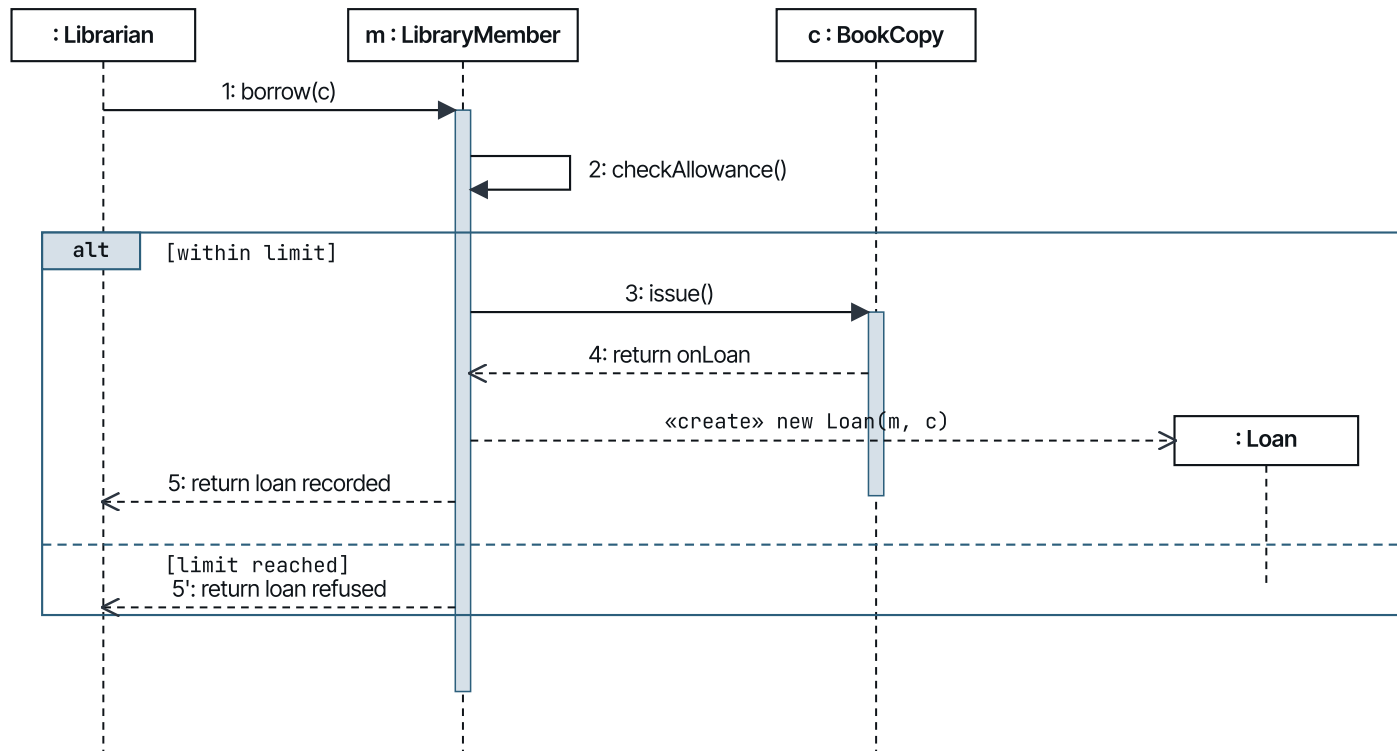 : Librarian
m : LibraryMember
c : BookCopy
1: borrow(c)
2: checkAllowance()
alt
[within limit]
3: issue()
4: return onLoan
«create» new Loan(m, c)
: Loan
5: return loan recorded
[limit reached]
5': return loan refused